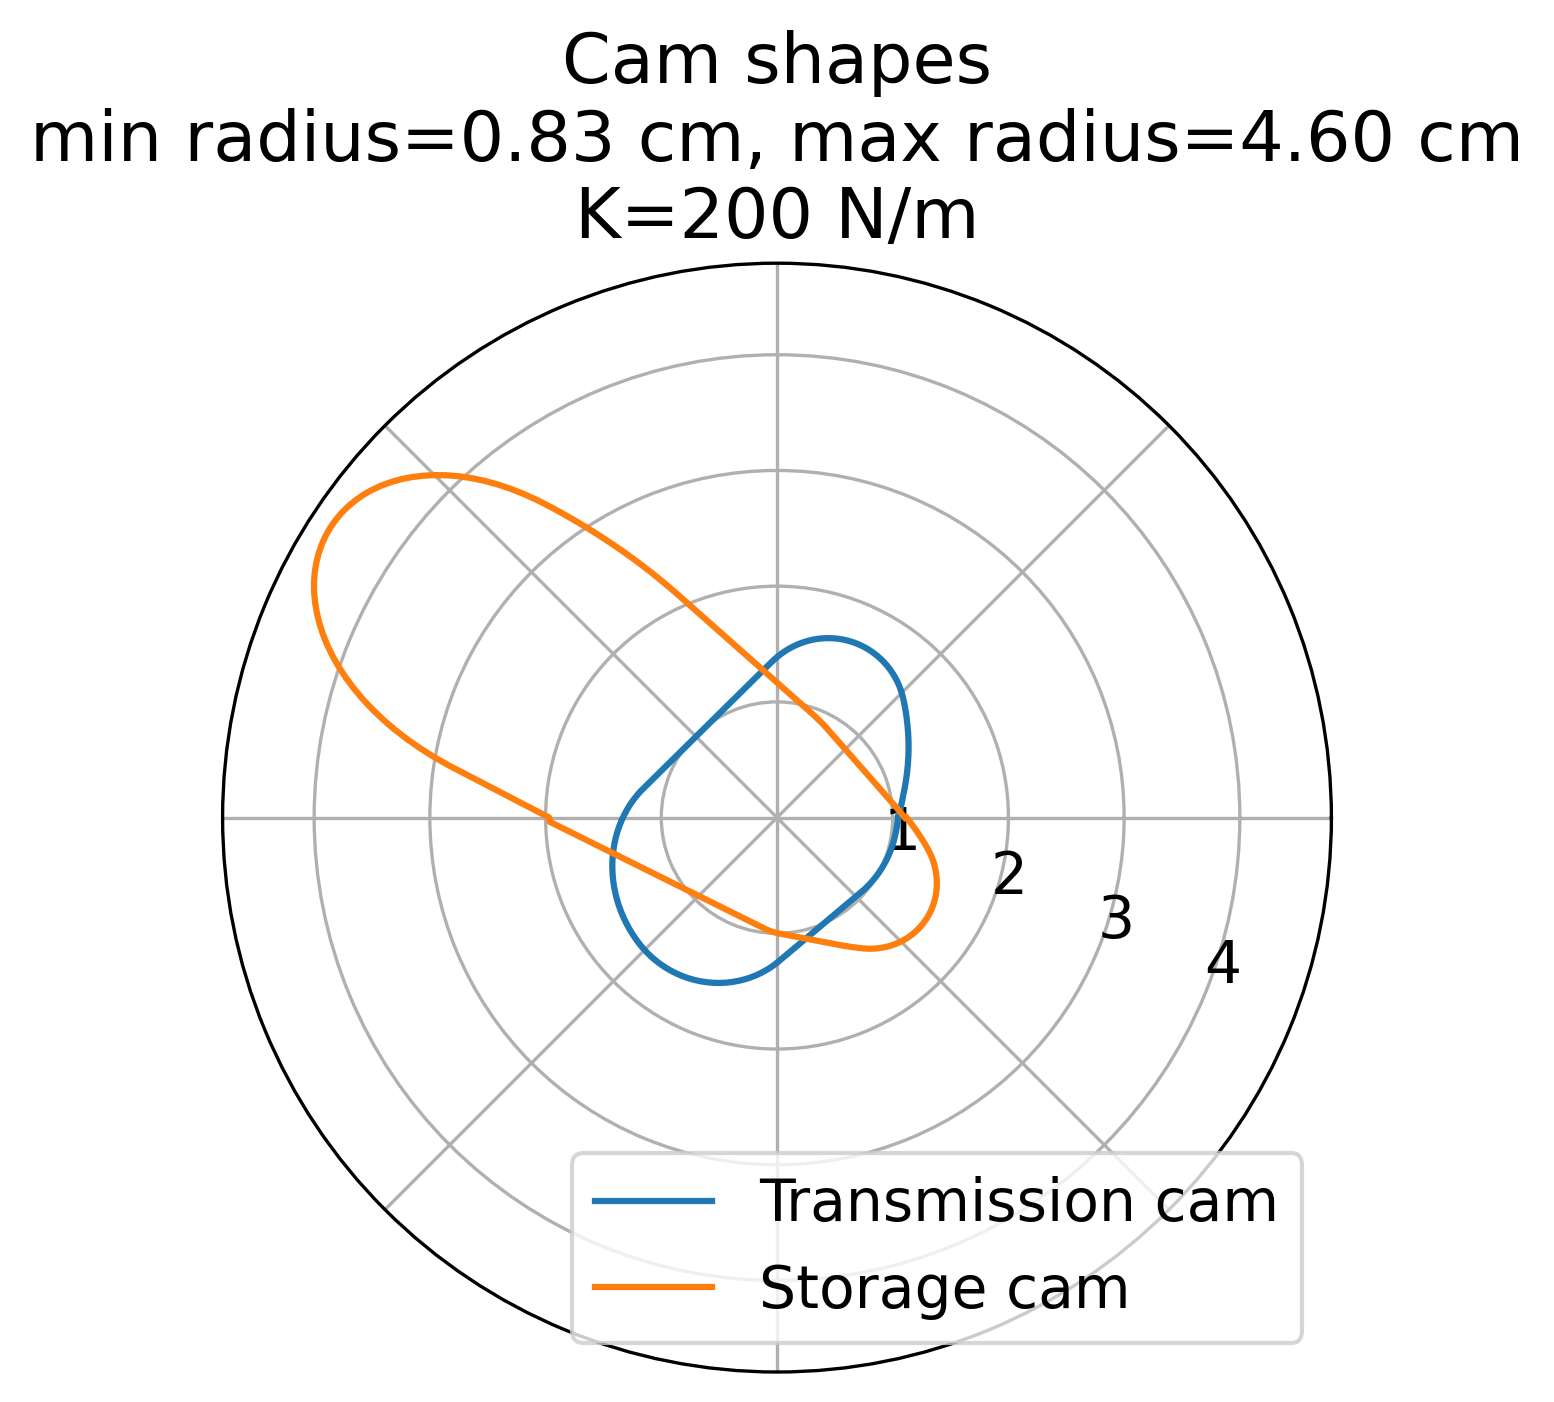 Cam shapes
min radius=0.83 cm, max radius=4.60 cm
K=200 N/m
1
2
3
4
Transmission cam
Storage cam